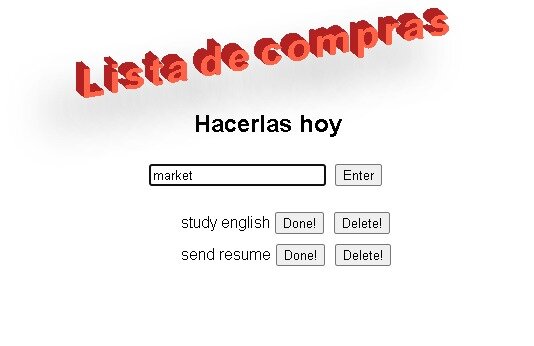 Lista de compras
Hacerlas hoy
market Enter
study english Done! Delete!
send resume Done! Delete!